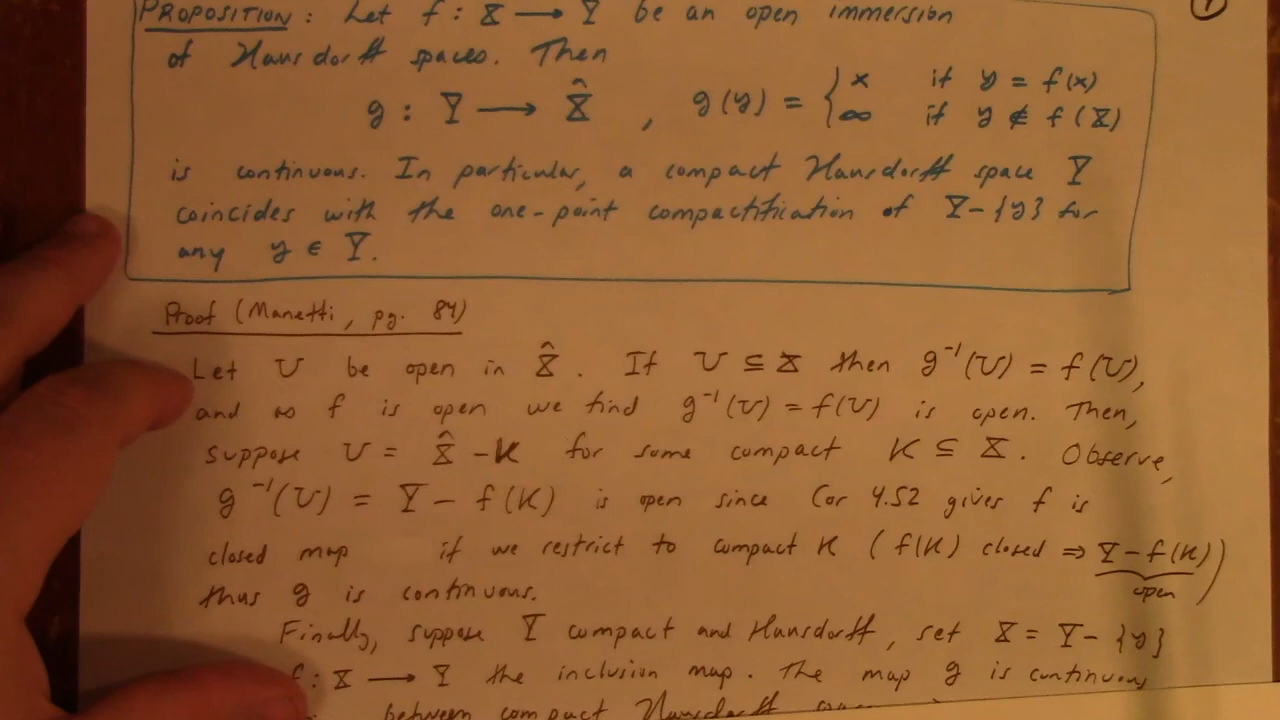 PROPOSITION: Let f : X → Y be an open immersion
of Hausdorff spaces. Then
g : Y → X̂ , g(y) = { x if y = f(x)
∞ if y ∉ f(X)
is continuous. In particular, a compact Hausdorff space Y
coincides with the one-point compactification of Y-{y} for
any y ∈ Y.
Proof (Manetti, pg. 84)
Let U be open in X̂. If U ⊆ X then g⁻¹(U) = f(U),
and as f is open we find g⁻¹(U) = f(U) is open. Then,
suppose U = X̂ - K for some compact K ⊆ X. Observe,
g⁻¹(U) = Y - f(K) is open since Cor 4.52 gives f is
closed map if we restrict to compact K ( f(K) closed ⇒ Y - f(K) )
open
thus g is continuous.
Finally, suppose Y compact and Hausdorff, set X = Y - {y}
f : X → Y the inclusion map. The map g is continuous
between compact Hausdorff